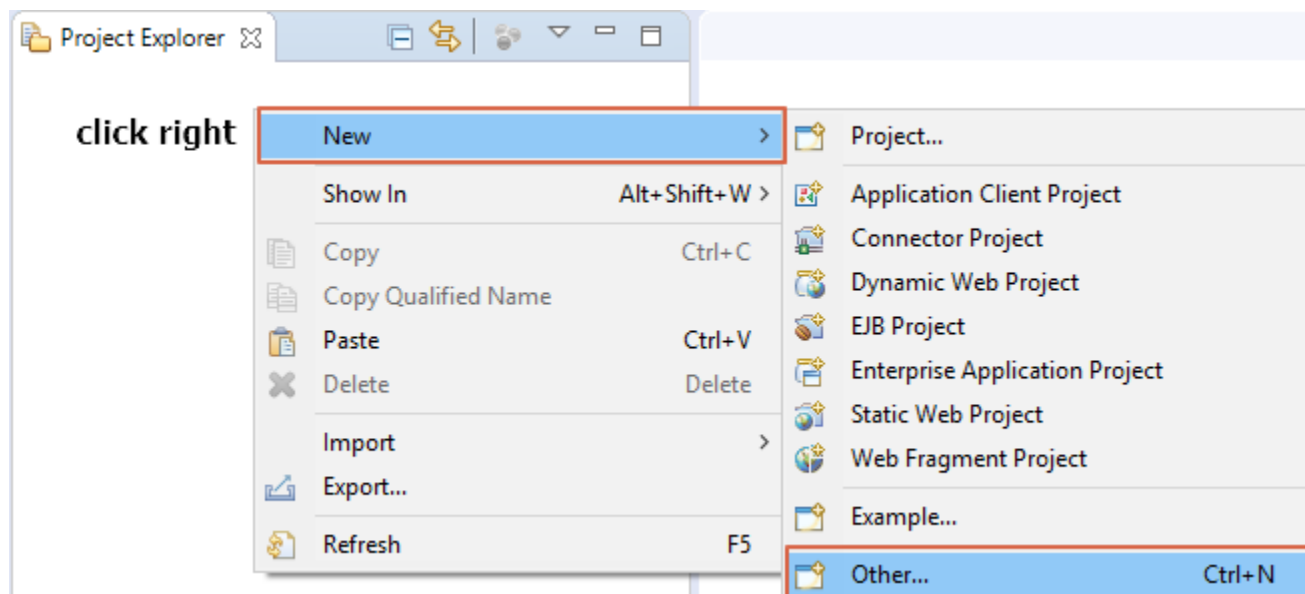 Project Explorer
click right
New
Show In Alt+Shift+W
Copy Ctrl+C
Copy Qualified Name
Paste Ctrl+V
Delete Delete
Import
Export...
Refresh F5
Project...
Application Client Project
Connector Project
Dynamic Web Project
EJB Project
Enterprise Application Project
Static Web Project
Web Fragment Project
Example...
Other... Ctrl+N